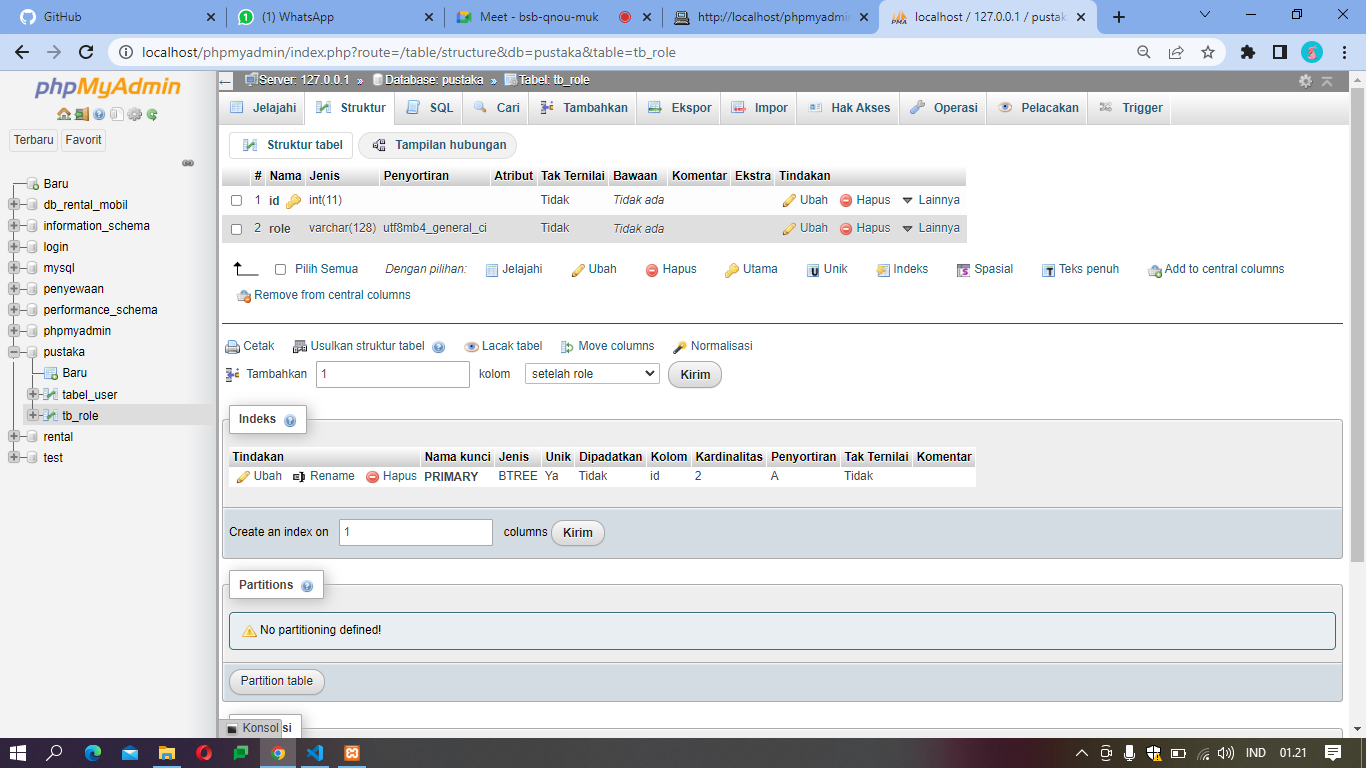 GitHub
(1) WhatsApp
Meet - bsb-qnou-muk
http://localhost/phpmyadmin
localhost / 127.0.0.1 / pustaka
localhost/phpmyadmin/index.php?route=/table/structure&db=pustaka&table=tb_role
phpMyAdmin
Terbaru Favorit
Baru
db_rental_mobil
information_schema
login
mysql
penyewaan
performance_schema
phpmyadmin
pustaka
Baru
tabel_user
tb_role
rental
test
Server: 127.0.0.1 » Database: pustaka » Tabel: tb_role
Jelajahi Struktur SQL Cari Tambahkan Ekspor Impor Hak Akses Operasi Pelacakan Trigger
Struktur tabel Tampilan hubungan
# Nama Jenis Penyortiran Atribut Tak Ternilai Bawaan Komentar Ekstra Tindakan
1 id int(11) Tidak Tidak ada Ubah Hapus Lainnya
2 role varchar(128) utf8mb4_general_ci Tidak Tidak ada Ubah Hapus Lainnya
Pilih Semua Dengan pilihan: Jelajahi Ubah Hapus Utama Unik Indeks Spasial Teks penuh Add to central columns
Remove from central columns
Cetak Usulkan struktur tabel Lacak tabel Move columns Normalisasi
Tambahkan 1 kolom setelah role Kirim
Indeks
Tindakan Nama kunci Jenis Unik Dipadatkan Kolom Kardinalitas Penyortiran Tak Ternilai Komentar
Ubah Rename Hapus PRIMARY BTREE Ya Tidak id 2 A Tidak
Create an index on 1 columns Kirim
Partitions
No partitioning defined!
Partition table
Konsol si
IND 01.21